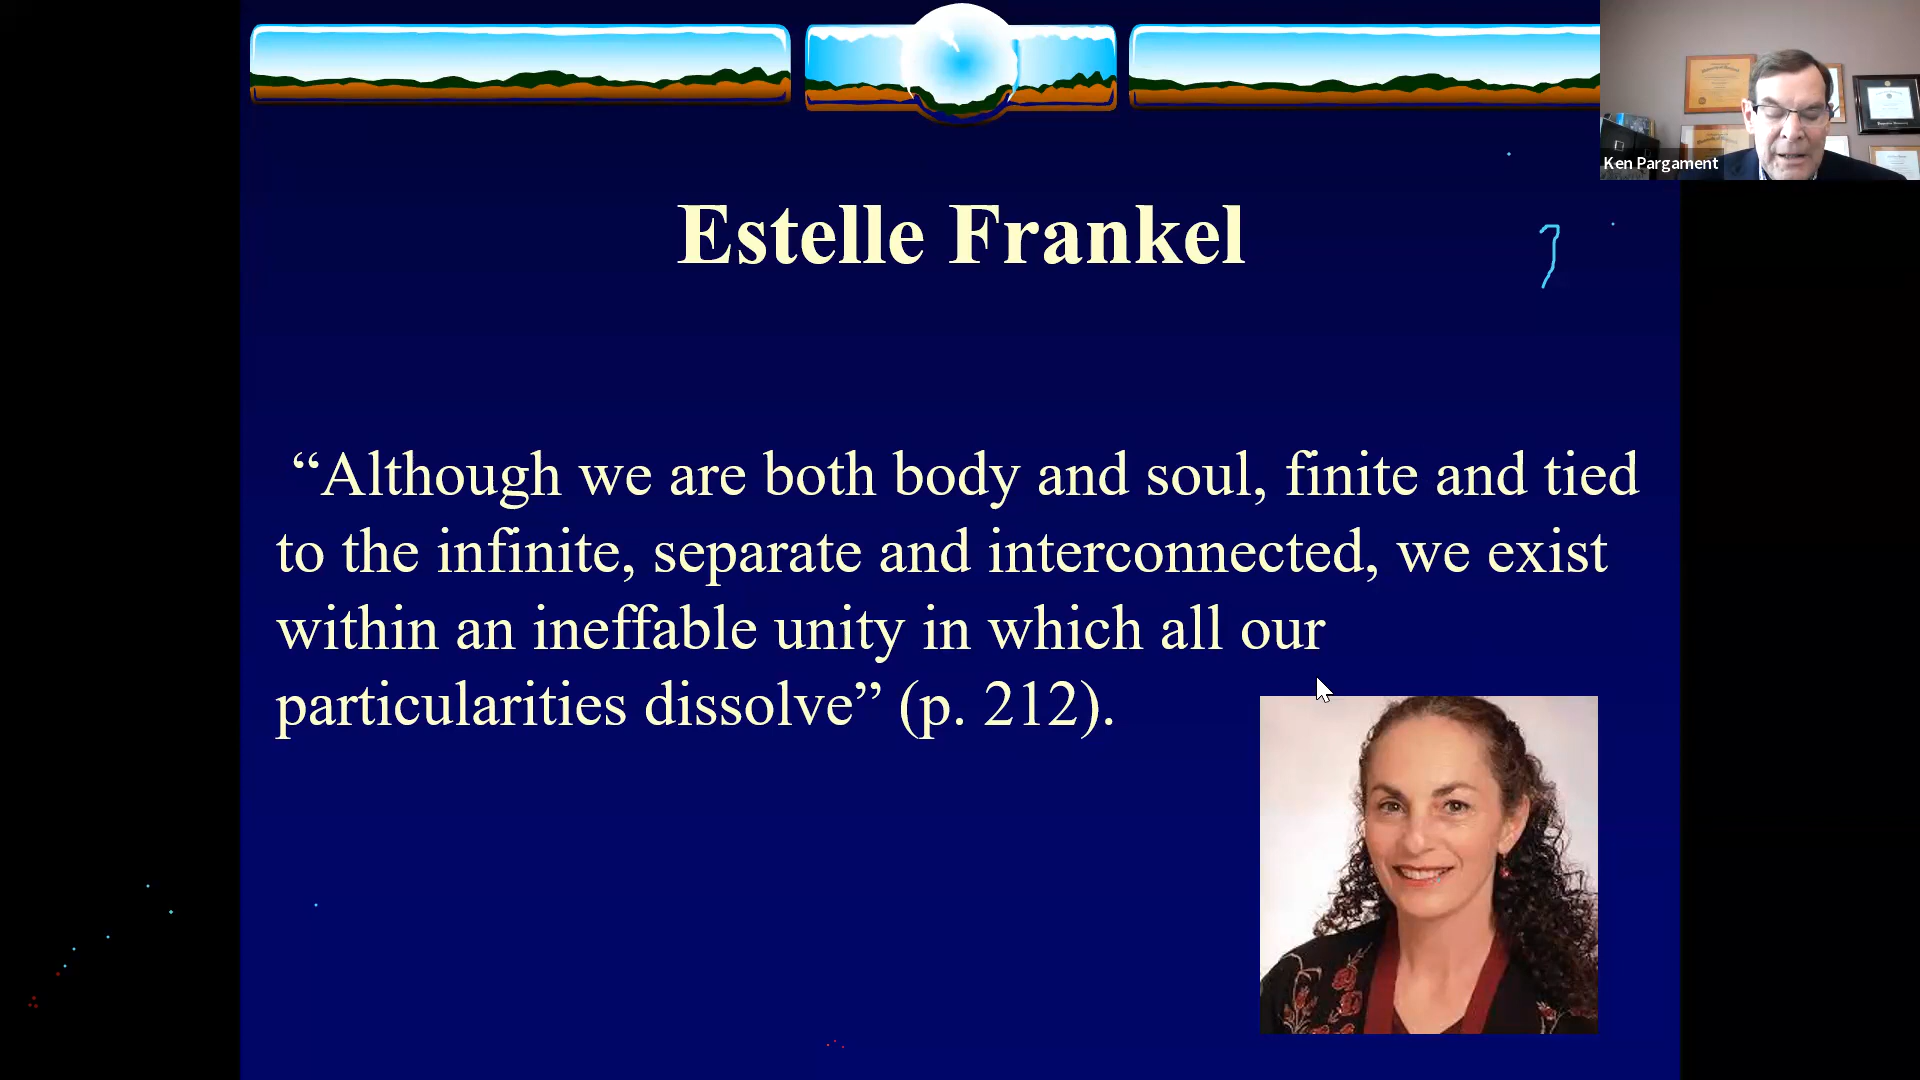 Ken Pargament
Estelle Frankel
“Although we are both body and soul, finite and tied
to the infinite, separate and interconnected, we exist
within an ineffable unity in which all our
particularities dissolve” (p. 212).